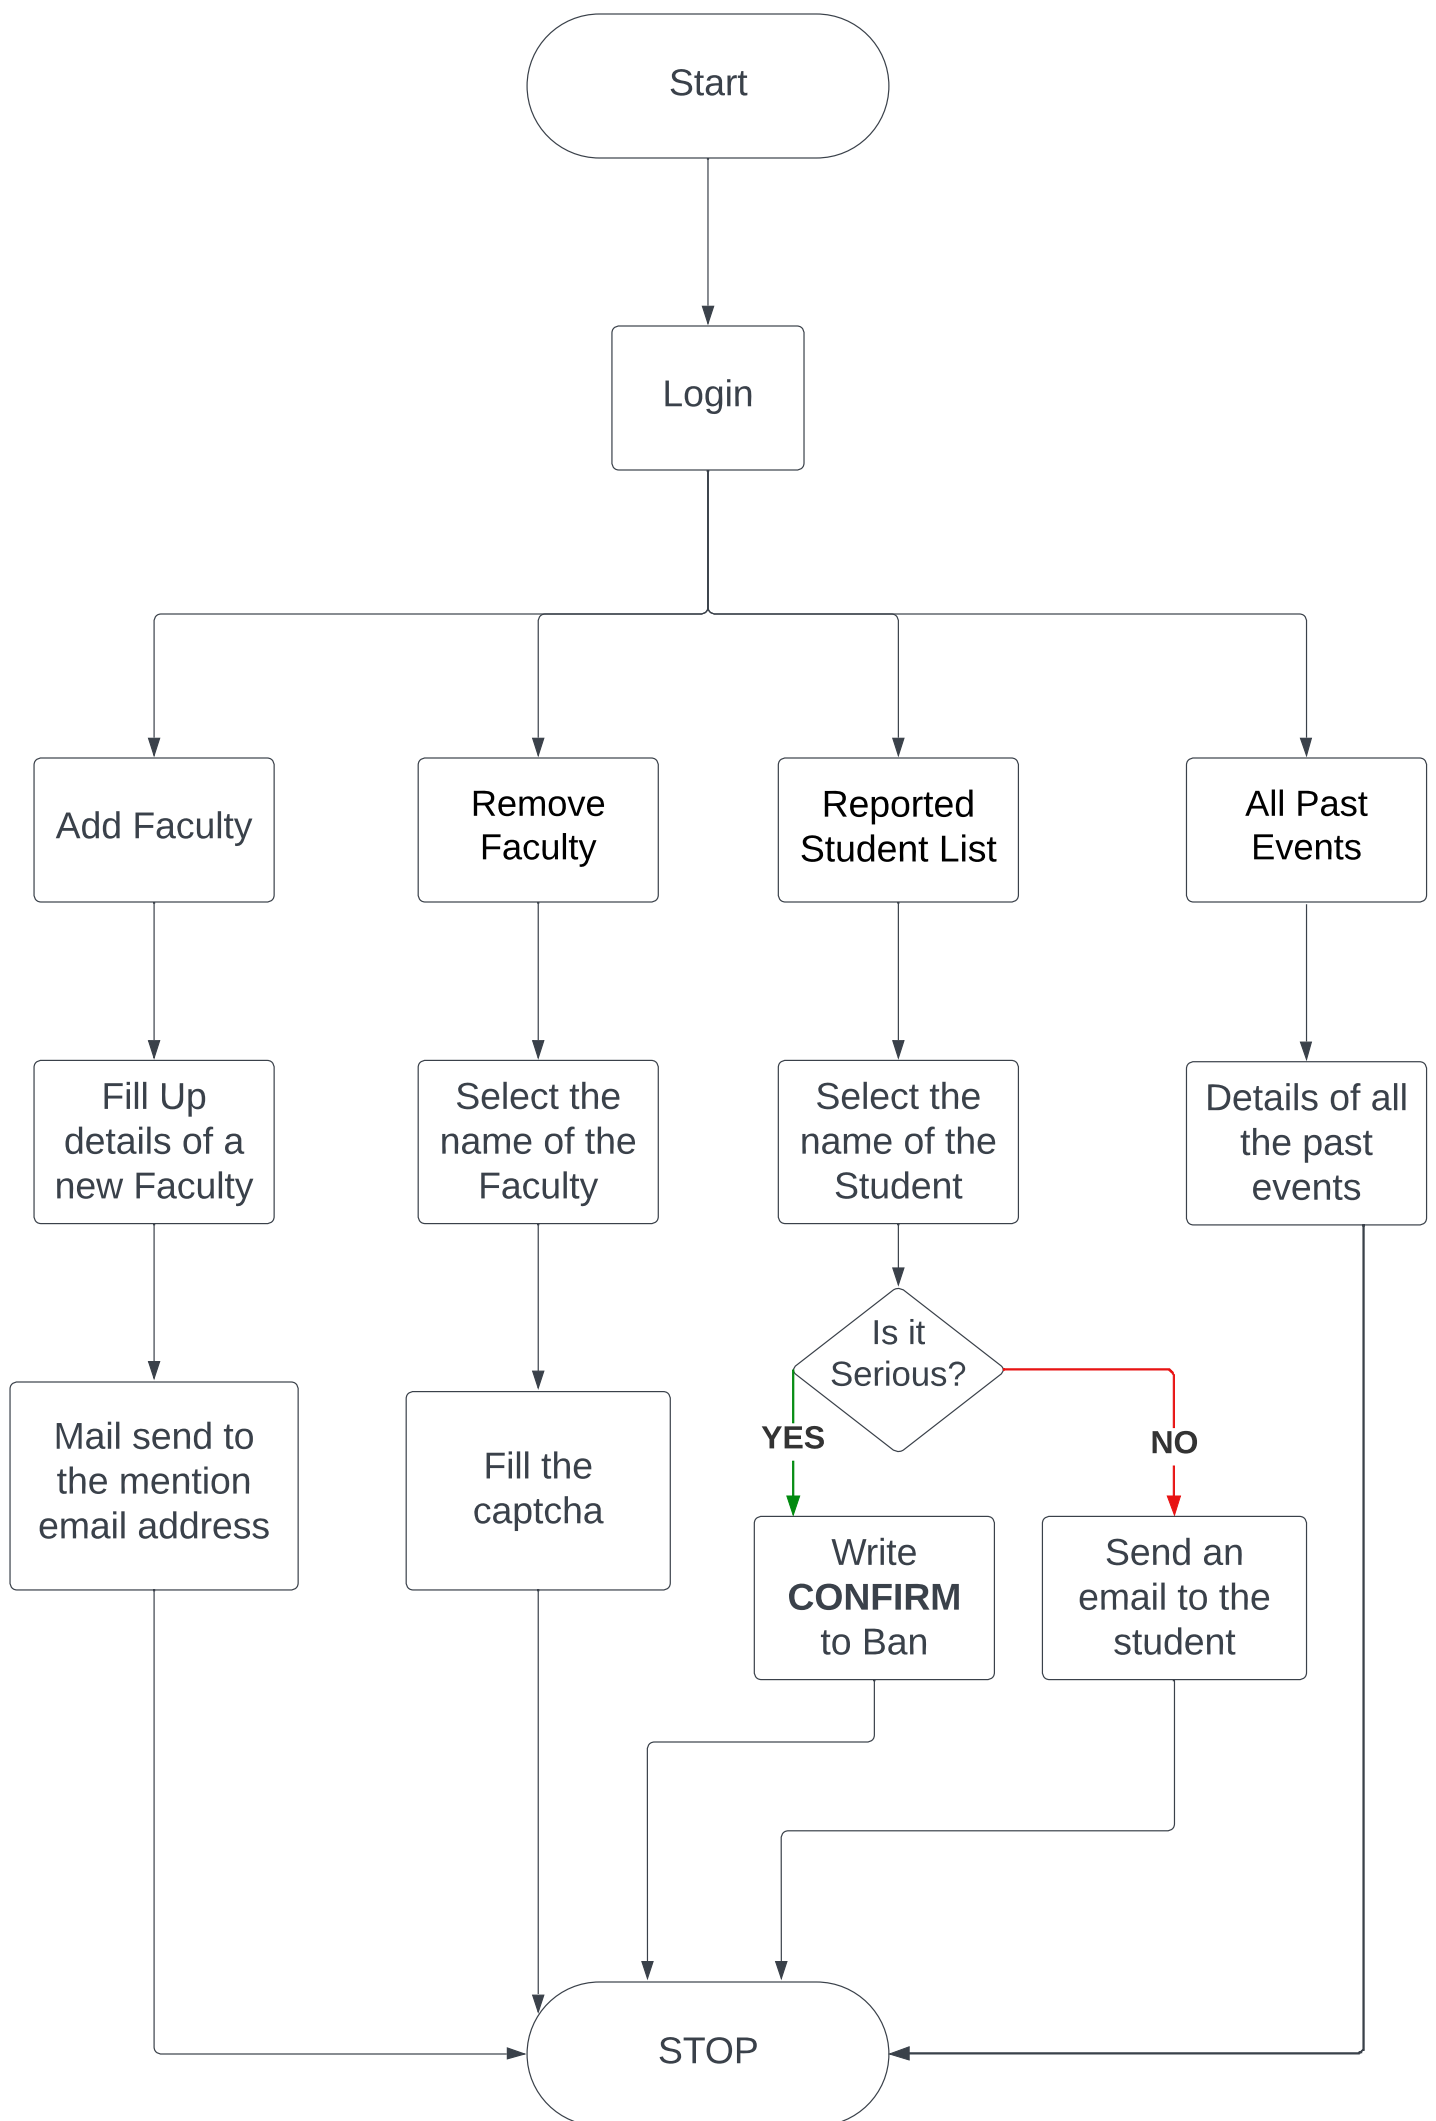 Start
Login
Add Faculty
Remove
Faculty
Reported
Student List
All Past
Events
Fill Up
details of a
new Faculty
Select the
name of the
Faculty
Select the
name of the
Student
Details of all
the past
events
Is it
Serious?
YES
NO
Mail send to
the mention
email address
Fill the
captcha
Write
CONFIRM
to Ban
Send an
email to the
student
STOP